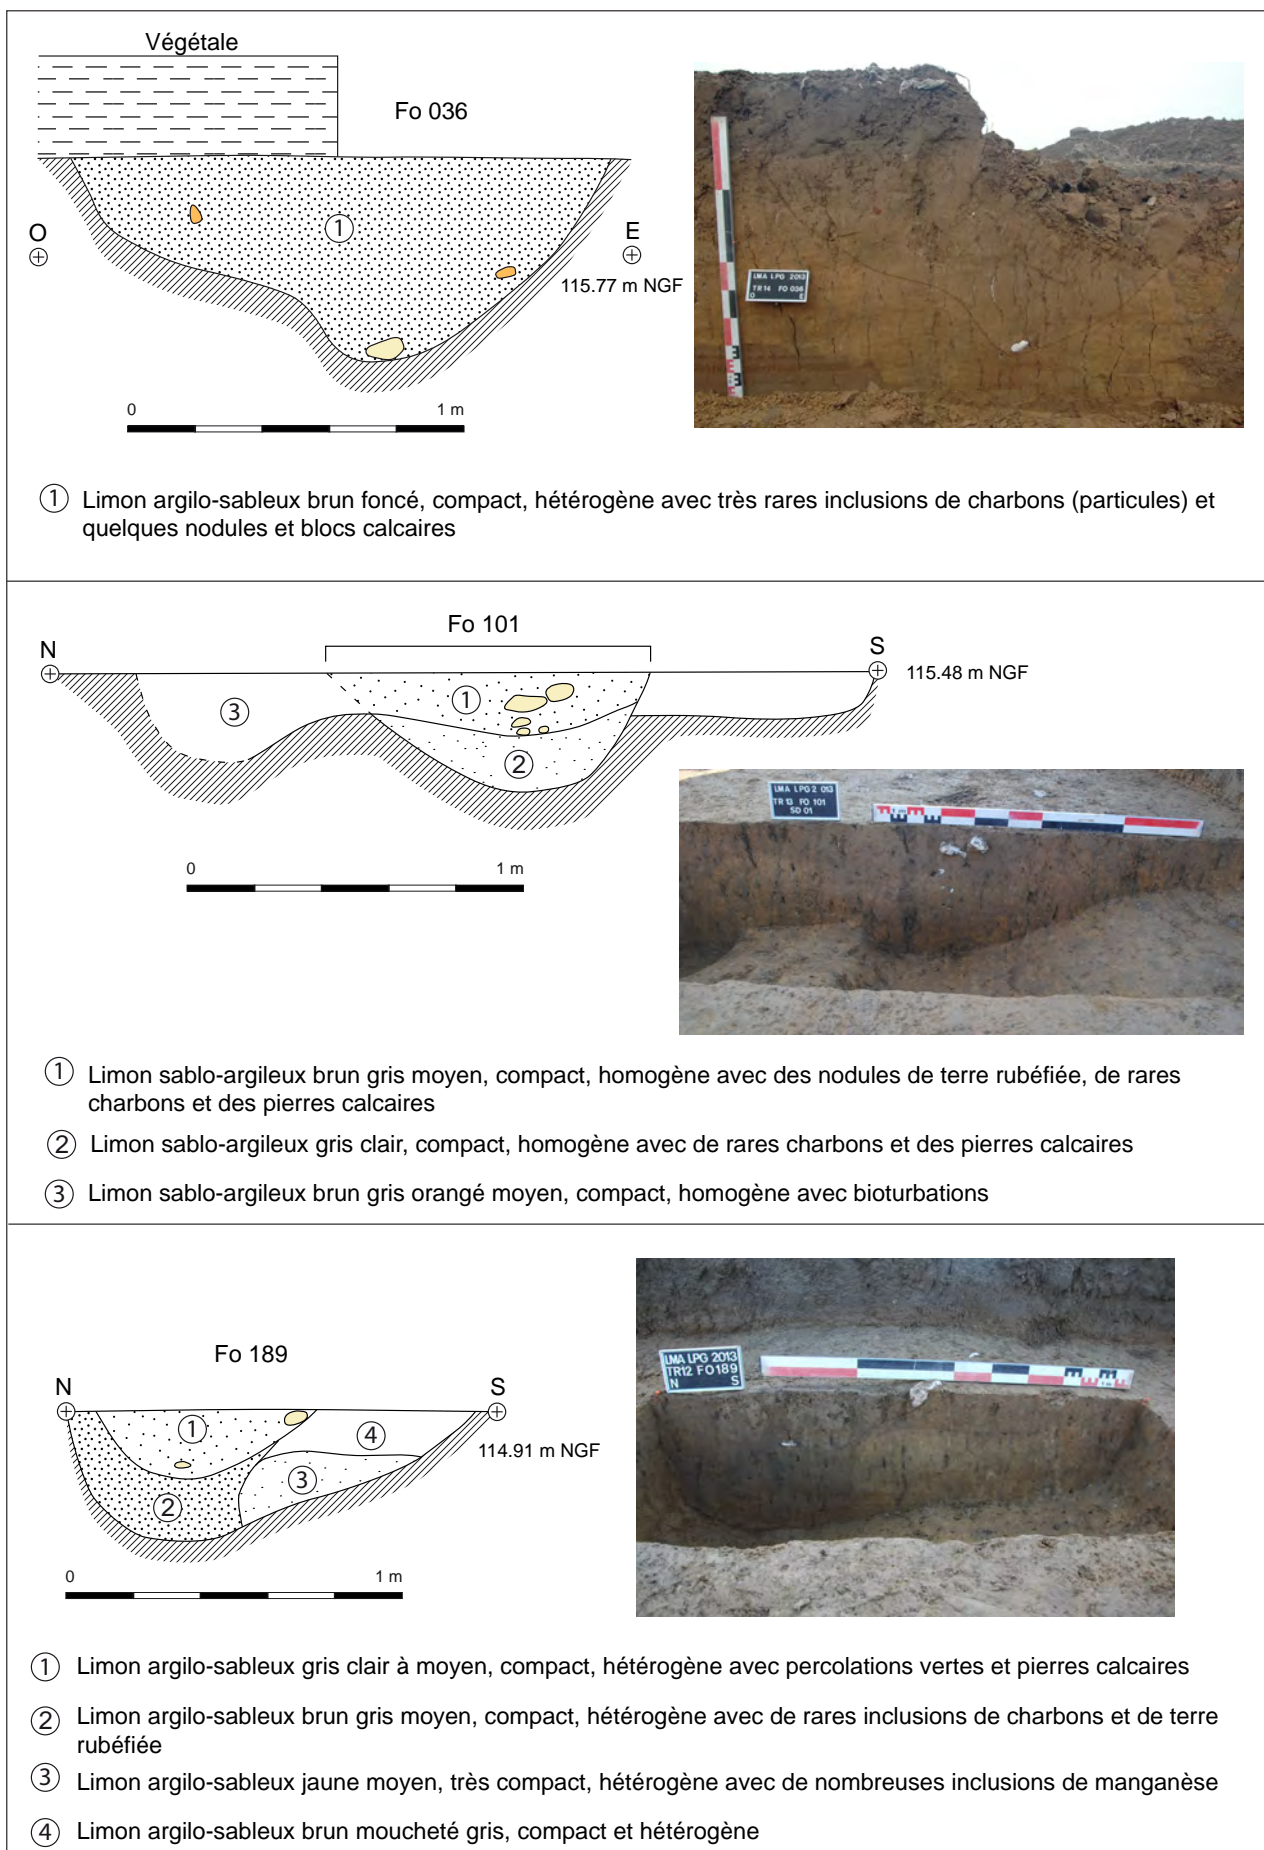 Végétale
Fo 036
1
O
E
115.77 m NGF
0 1 m
LMA LPG 2013
TR 14 FO 036
O E
1 Limon argilo-sableux brun foncé, compact, hétérogène avec très rares inclusions de charbons (particules) et
quelques nodules et blocs calcaires
Fo 101
N
S
115.48 m NGF
1
3
2
0 1 m
LMA LPG2 013
TR 13 FO 101
SD 01
1 Limon sablo-argileux brun gris moyen, compact, homogène avec des nodules de terre rubéfiée, de rares
charbons et des pierres calcaires
2 Limon sablo-argileux gris clair, compact, homogène avec de rares charbons et des pierres calcaires
3 Limon sablo-argileux brun gris orangé moyen, compact, homogène avec bioturbations
Fo 189
N
S
114.91 m NGF
1
4
3
2
0 1 m
LMA LPG 2013
TR12 FO189
N S
1 Limon argilo-sableux gris clair à moyen, compact, hétérogène avec percolations vertes et pierres calcaires
2 Limon argilo-sableux brun gris moyen, compact, hétérogène avec de rares inclusions de charbons et de terre
rubéfiée
3 Limon argilo-sableux jaune moyen, très compact, hétérogène avec de nombreuses inclusions de manganèse
4 Limon argilo-sableux brun moucheté gris, compact et hétérogène